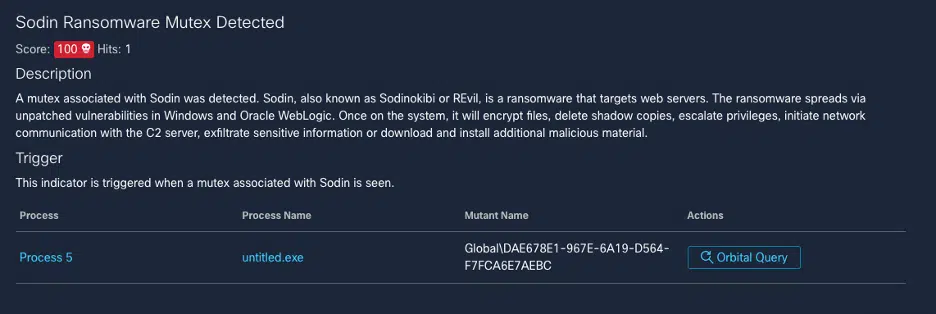 Sodin Ransomware Mutex Detected
Score: 100 Hits: 1
Description
A mutex associated with Sodin was detected. Sodin, also known as Sodinokibi or REvil, is a ransomware that targets web servers. The ransomware spreads via
unpatched vulnerabilities in Windows and Oracle WebLogic. Once on the system, it will encrypt files, delete shadow copies, escalate privileges, initiate network
communication with the C2 server, exfiltrate sensitive information or download and install additional malicious material.
Trigger
This indicator is triggered when a mutex associated with Sodin is seen.
Process Process Name Mutant Name Actions
Process 5 untitled.exe Global\DAE678E1-967E-6A19-D564- Orbital Query
F7FCA6E7AEBC